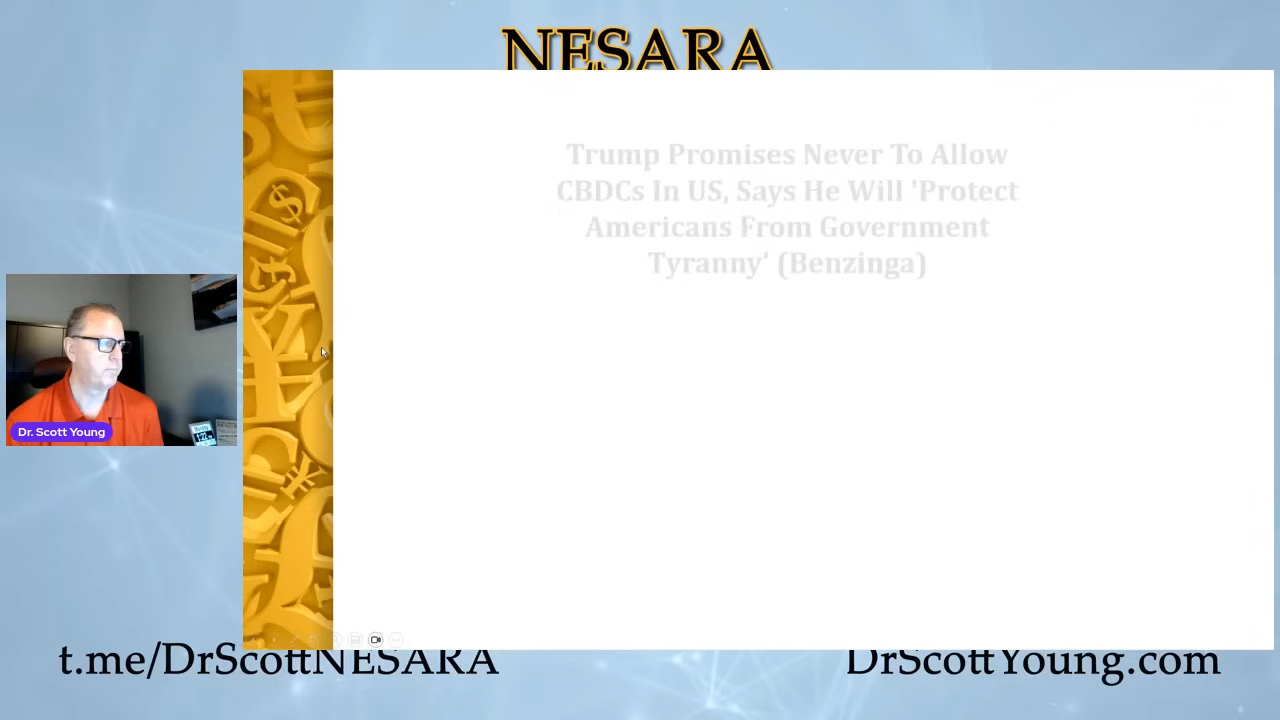 NESARA
Trump Promises Never To Allow
CBDCs In US, Says He Will 'Protect
Americans From Government
Tyranny’ (Benzinga)
Dr. Scott Young
t.me/DrScottNESARA
DrScottYoung.com